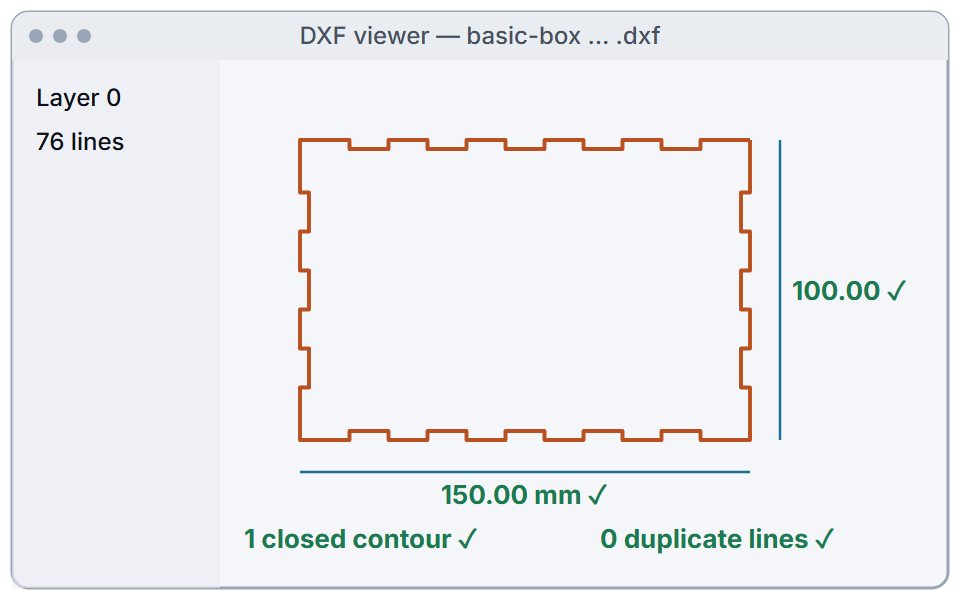 DXF viewer — basic-box ... .dxf
Layer 0
76 lines
100.00 ✓
150.00 mm ✓
1 closed contour ✓
0 duplicate lines ✓